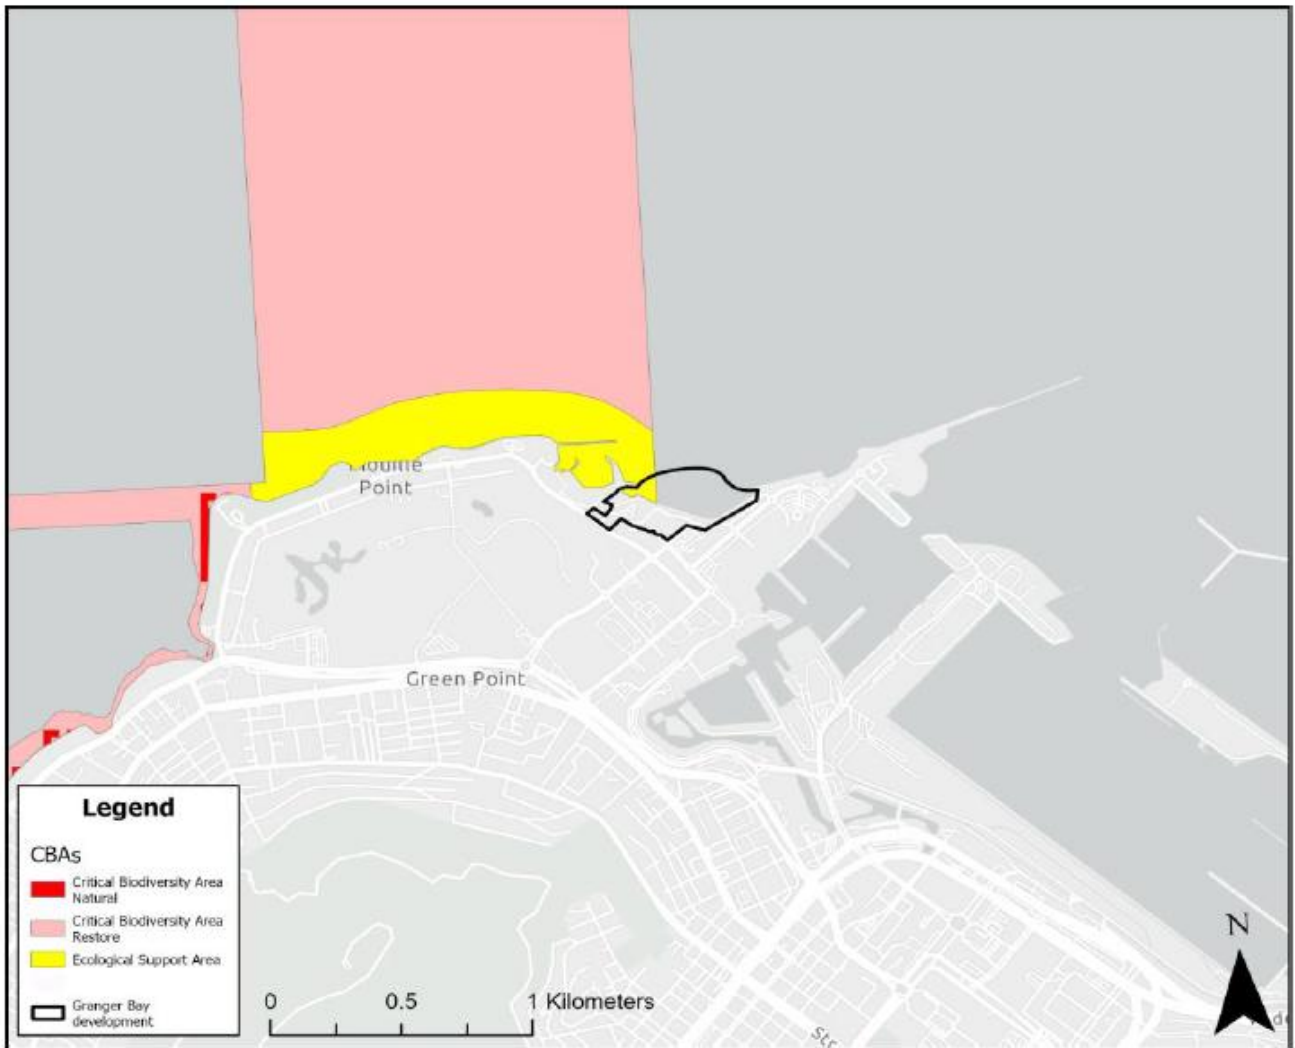 Point
Green Point
Legend
CBAs
Critical Biodiversity Area
Natural
Critical Biodiversity Area
Restore
Ecological Support Area
Granger Bay
development
0 0.5 1 Kilometers
N